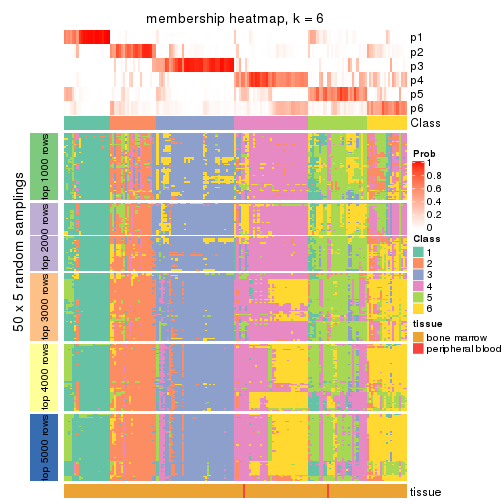 membership heatmap, k = 6
p1
p2
p3
p4
p5
p6
Class
50 x 5 random samplings
top 1000 rows
top 2000 rows
top 3000 rows
top 4000 rows
top 5000 rows
Prob
1
0.8
0.6
0.4
0.2
0
Class
1
2
3
4
5
6
tissue
bone marrow
peripheral blood
tissue